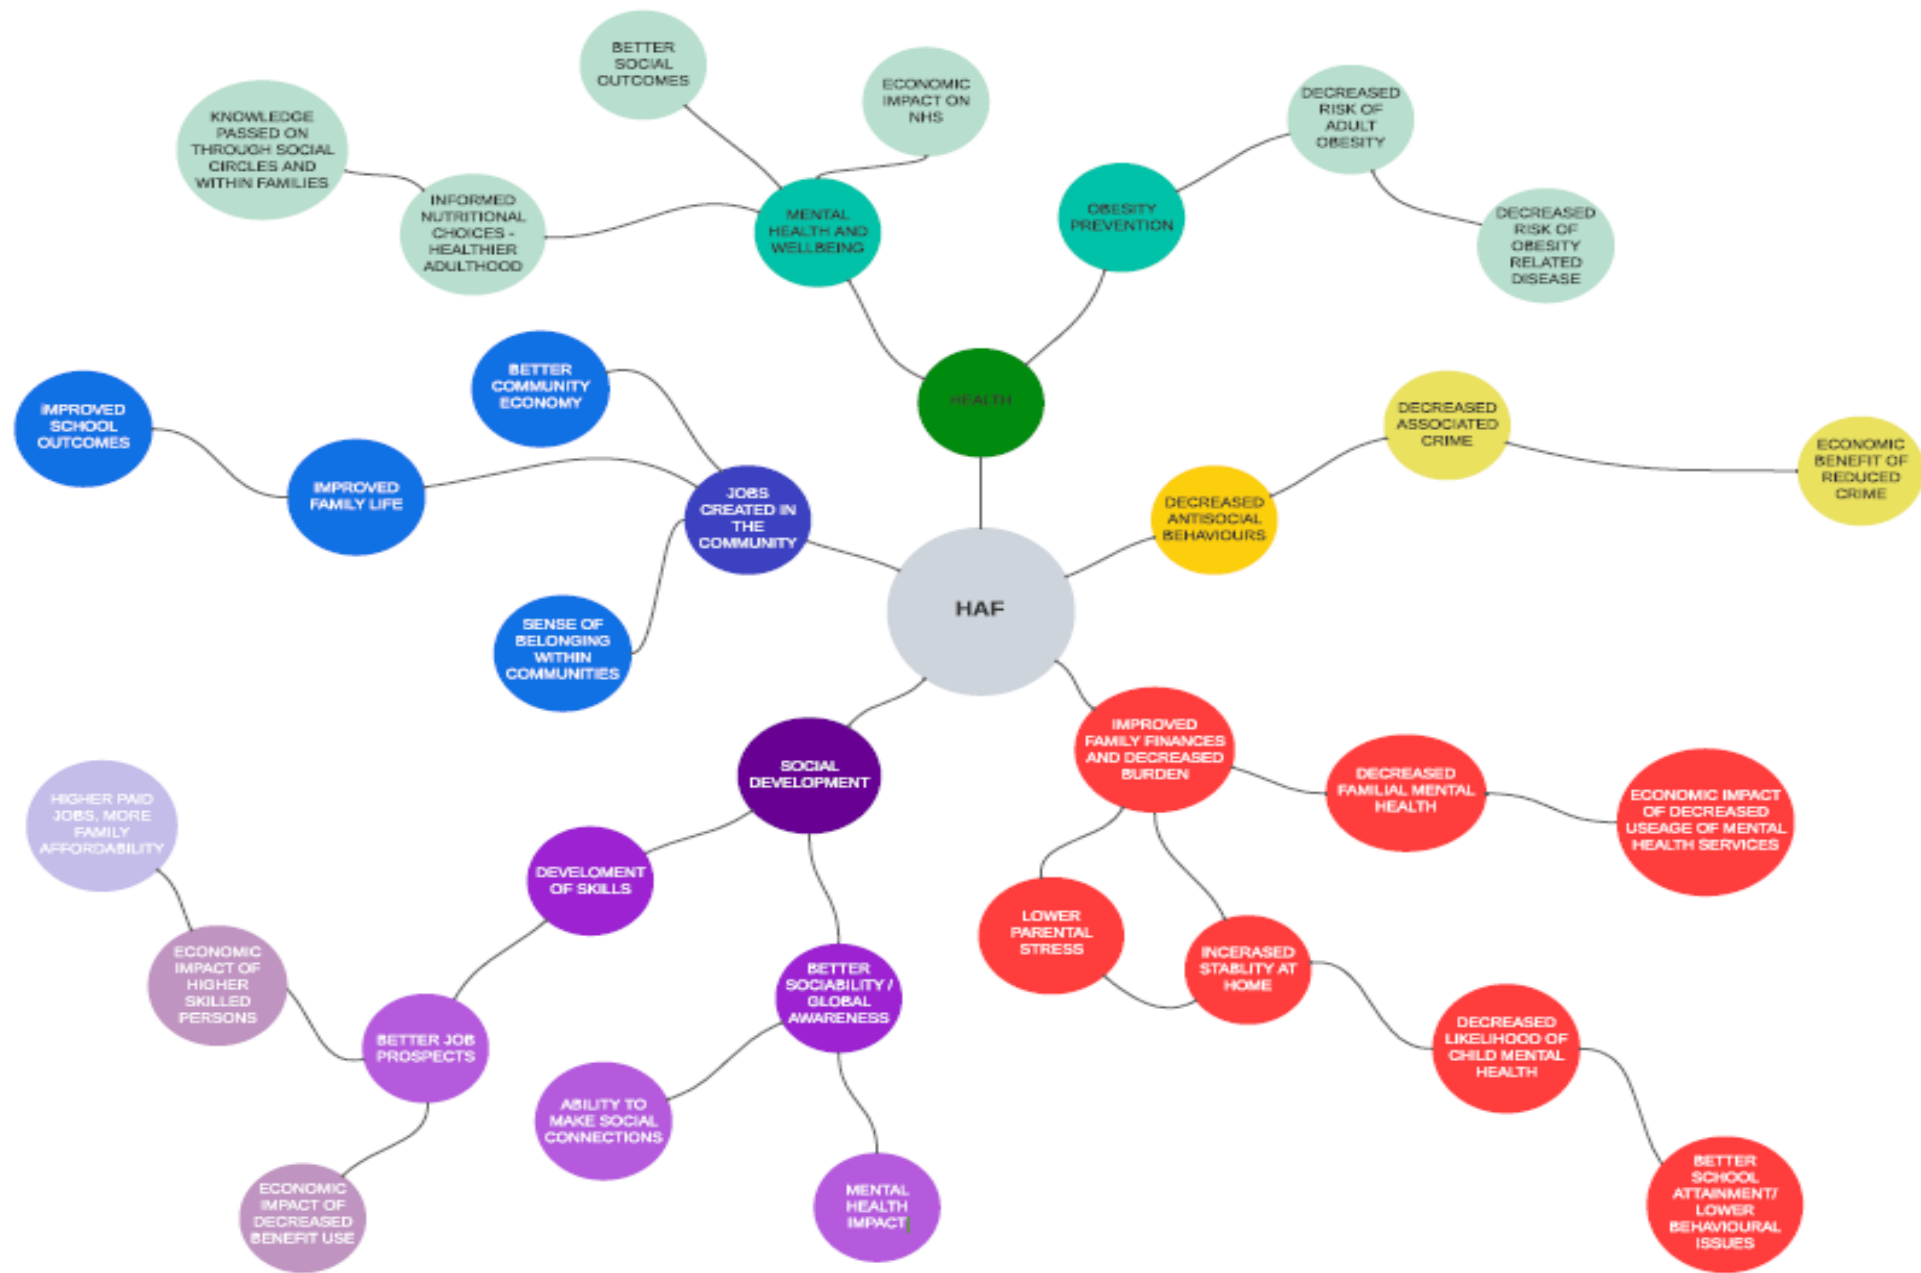 BETTER
SOCIAL
OUTCOMES
ECONOMIC
IMPACT ON
NHS
KNOWLEDGE
PASSED ON
THROUGH SOCIAL
CIRCLES AND
WITHIN FAMILIES
INFORMED
NUTRITIONAL
CHOICES -
HEALTHIER
ADULTHOOD
MENTAL
HEALTH AND
WELLBEING
OBESITY
PREVENTION
DECREASED
RISK OF
ADULT
OBESITY
DECREASED
RISK OF
OBESITY
RELATED
DISEASE
HEALTH
BETTER
COMMUNITY
ECONOMY
IMPROVED
SCHOOL
OUTCOMES
IMPROVED
FAMILY LIFE
JOBS
CREATED IN
THE
COMMUNITY
SENSE OF
BELONGING
WITHIN
COMMUNITIES
DECREASED
ANTISOCIAL
BEHAVIOURS
DECREASED
ASSOCIATED
CRIME
ECONOMIC
BENEFIT OF
REDUCED
CRIME
HAF
SOCIAL
DEVELOPMENT
DEVELOMENT
OF SKILLS
HIGHER PAID
JOBS, MORE
FAMILY
AFFORDABILITY
ECONOMIC
IMPACT OF
HIGHER
SKILLED
PERSONS
BETTER JOB
PROSPECTS
ECONOMIC
IMPACT OF
DECREASED
BENEFIT USE
BETTER
SOCIABILITY /
GLOBAL
AWARENESS
ABILITY TO
MAKE SOCIAL
CONNECTIONS
MENTAL
HEALTH
IMPACT
IMPROVED
FAMILY FINANCES
AND DECREASED
BURDEN
DECREASED
FAMILIAL MENTAL
HEALTH
ECONOMIC IMPACT
OF DECREASED
USEAGE OF MENTAL
HEALTH SERVICES
LOWER
PARENTAL
STRESS
INCERASED
STABLITY AT
HOME
DECREASED
LIKELIHOOD OF
CHILD MENTAL
HEALTH
BETTER
SCHOOL
ATTAINMENT/
LOWER
BEHAVIOURAL
ISSUES